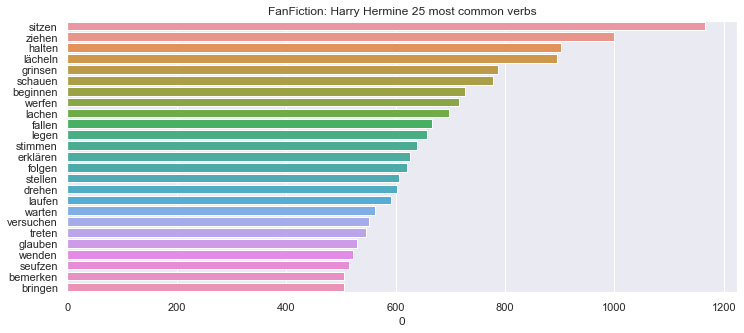 FanFiction: Harry Hermine 25 most common verbs
sitzen
ziehen
halten
lächeln
grinsen
schauen
beginnen
werfen
lachen
fallen
legen
stimmen
erklären
folgen
stellen
drehen
laufen
warten
versuchen
treten
glauben
wenden
seufzen
bemerken
bringen
0 200 400 600 800 1000 1200
0